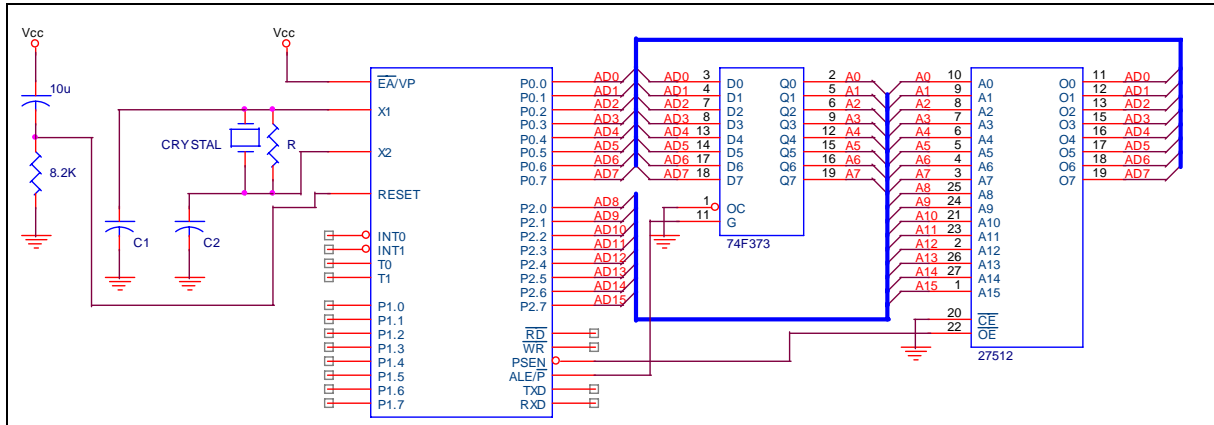 Vcc
10u
8.2K
Vcc
CRYSTAL
R
C1
C2
EA/VP
X1
X2
RESET
INT0
INT1
T0
T1
P1.0
P1.1
P1.2
P1.3
P1.4
P1.5
P1.6
P1.7
P0.0 AD0
P0.1 AD1
P0.2 AD2
P0.3 AD3
P0.4 AD4
P0.5 AD5
P0.6 AD6
P0.7 AD7
P2.0 AD8
P2.1 AD9
P2.2 AD10
P2.3 AD11
P2.4 AD12
P2.5 AD13
P2.6 AD14
P2.7 AD15
RD
WR
PSEN
ALE/P
TXD
RXD
AD0 3 D0 Q0 2 A0
AD1 4 D1 Q1 5 A1
AD2 7 D2 Q2 6 A2
AD3 8 D3 Q3 9 A3
AD4 13 D4 Q4 12 A4
AD5 14 D5 Q5 15 A5
AD6 17 D6 Q6 16 A6
AD7 18 D7 Q7 19 A7
1 OC
11 G
74F373
A0 10 A0 O0 11 AD0
A1 9 A1 O1 12 AD1
A2 8 A2 O2 13 AD2
A3 7 A3 O3 15 AD3
A4 6 A4 O4 16 AD4
A5 5 A5 O5 17 AD5
A6 4 A6 O6 18 AD6
A7 3 A7 O7 19 AD7
A8 25 A8
A9 24 A9
A10 21 A10
A11 23 A11
A12 2 A12
A13 26 A13
A14 27 A14
A15 1 A15
20 CE
22 OE
27512